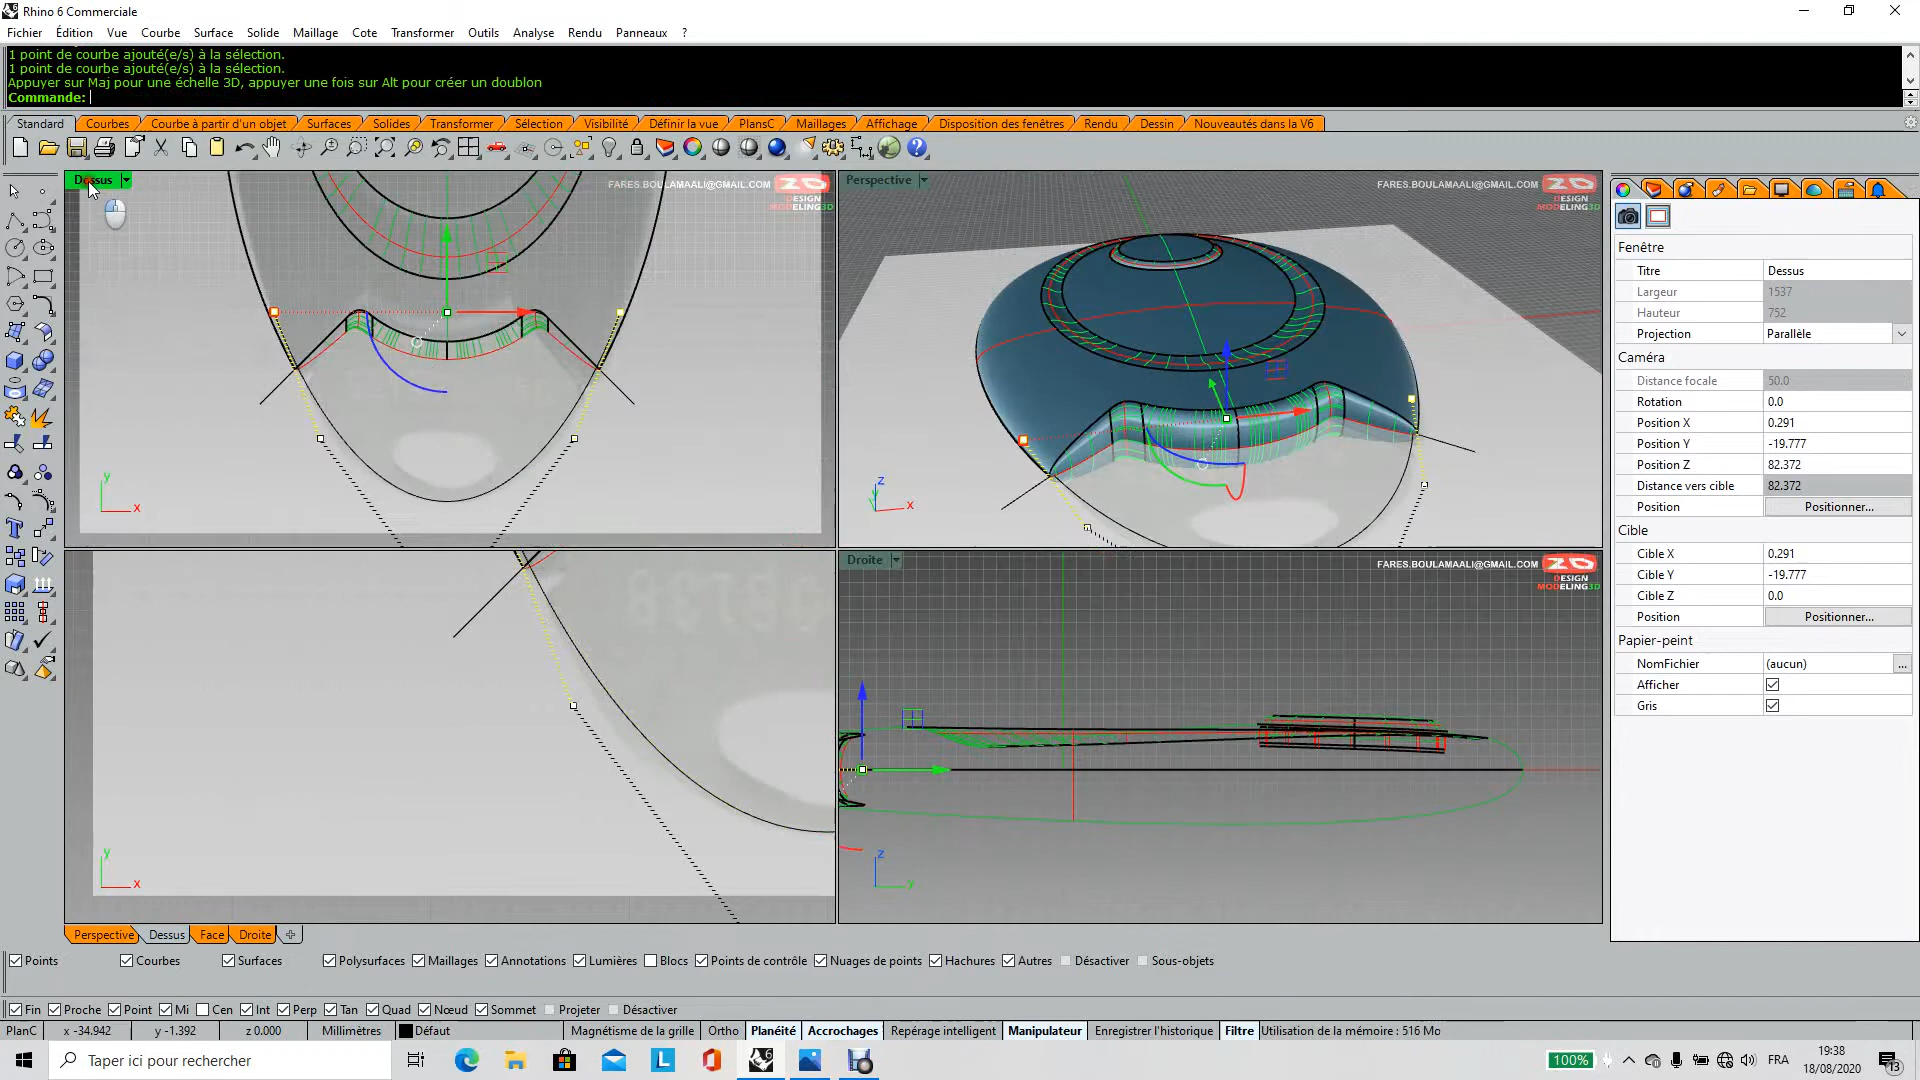 Rhino 6 Commerciale
Fichier Édition Vue Courbe Surface Solide Maillage Cote Transformer Outils Analyse Rendu Panneaux ?
1 point de courbe ajouté(e/s) à la sélection.
1 point de courbe ajouté(e/s) à la sélection.
Appuyer sur Maj pour une échelle 3D, appuyer une fois sur Alt pour créer un doublon
Commande:
Standard Courbes Courbe à partir d'un objet Surfaces Solides Transformer Sélection Visibilité Définir la vue PlansC Maillages Affichage Disposition des fenêtres Rendu Dessin Nouveautés dans la V6
Dessus
FARES.BOULAMAALI@GMAIL.COM
DESIGN
MODELING3D
y
x
Perspective
FARES.BOULAMAALI@GMAIL.COM
DESIGN
MODELING3D
z
y
x
y
x
Droite
FARES.BOULAMAALI@GMAIL.COM
DESIGN
MODELING3D
z
y
Fenêtre
Titre Dessus
Largeur 1537
Hauteur 752
Projection Parallèle
Caméra
Distance focale 50.0
Rotation 0.0
Position X 0.291
Position Y -19.777
Position Z 82.372
Distance vers cible 82.372
Position Positionner...
Cible
Cible X 0.291
Cible Y -19.777
Cible Z 0.0
Position Positionner...
Papier-peint
NomFichier (aucun) ...
Afficher
Gris
Perspective Dessus Face Droite
Points Courbes Surfaces Polysurfaces Maillages Annotations Lumières Blocs Points de contrôle Nuages de points Hachures Autres Désactiver Sous-objets
Fin Proche Point Mi Cen Int Perp Tan Quad Nœud Sommet Projeter Désactiver
PlanC x -34.942 y -1.392 z 0.000 Millimètres Défaut Magnétisme de la grille Ortho Planéité Accrochages Repérage intelligent Manipulateur Enregistrer l'historique Filtre Utilisation de la mémoire : 516 Mo
Taper ici pour rechercher
100% FRA 19:38
18/08/2020
13